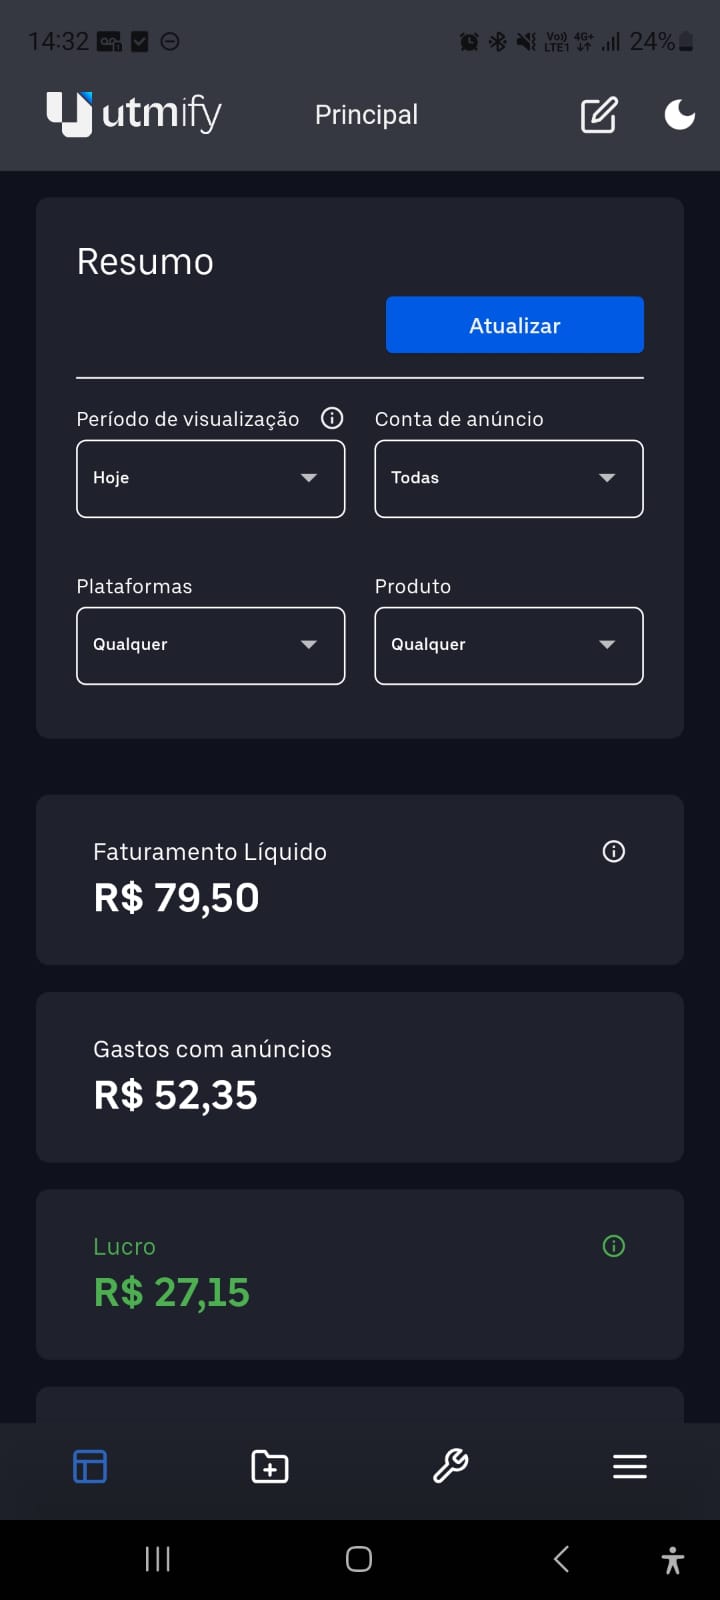 14:32
Vo)) LTE1 4G+ 24%
utmify Principal
Resumo
Atualizar
Período de visualização Conta de anúncio
Hoje Todas
Plataformas Produto
Qualquer Qualquer
Faturamento Líquido
R$ 79,50
Gastos com anúncios
R$ 52,35
Lucro
R$ 27,15